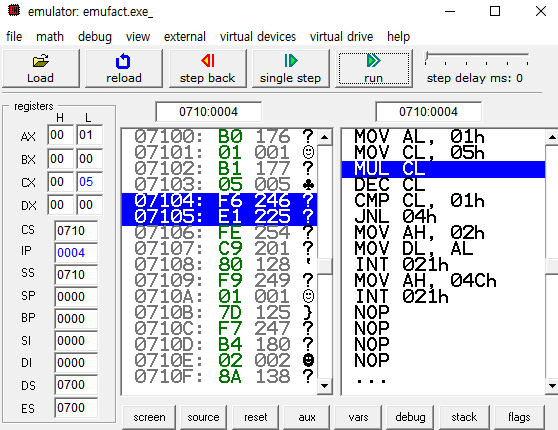 emulator: emufact.exe_
file math debug view external virtual devices virtual drive help
Load reload step back single step run step delay ms: 0
registers
H L
0710:0004 0710:0004
AX 00 01
BX 00 00
CX 00 05
DX 00 00
CS 0710
IP 0004
SS 0710
SP 0000
BP 0000
SI 0000
DI 0000
DS 0700
ES 0700
07100: B0 176 ?
07101: 01 001 ☺
07102: B1 177 ?
07103: 05 005 ♣
07104: F6 246 ?
07105: E1 225 ?
07106: FE 254 ?
07107: C9 201 ?
07108: 80 128 '
07109: F9 249 ?
0710A: 01 001 ☺
0710B: 7D 125 }
0710C: F7 247 ?
0710D: B4 180 ?
0710E: 02 002 ☻
0710F: 8A 138 ?
MOV AL, 01h
MOV CL, 05h
MUL CL
DEC CL
CMP CL, 01h
JNL 04h
MOV AH, 02h
MOV DL, AL
INT 021h
MOV AH, 04Ch
INT 021h
NOP
NOP
NOP
NOP
...
screen source reset aux vars debug stack flags